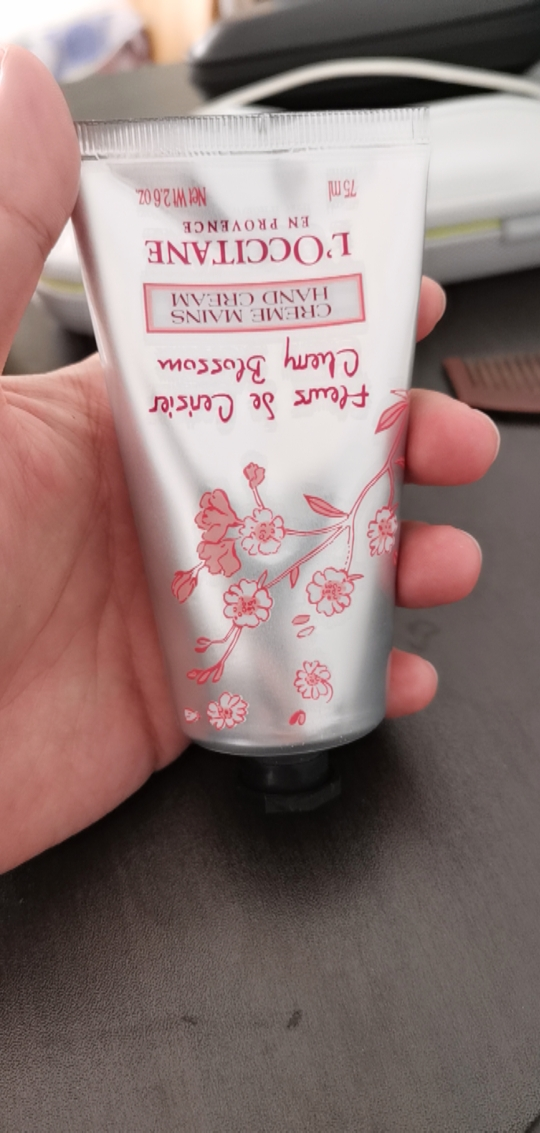 Fleurs de Cerisier
Cherry Blossom
CREME MAINS
HAND CREAM
L'OCCITANE
EN PROVENCE
75 ml Net Wt 2.6 oz.